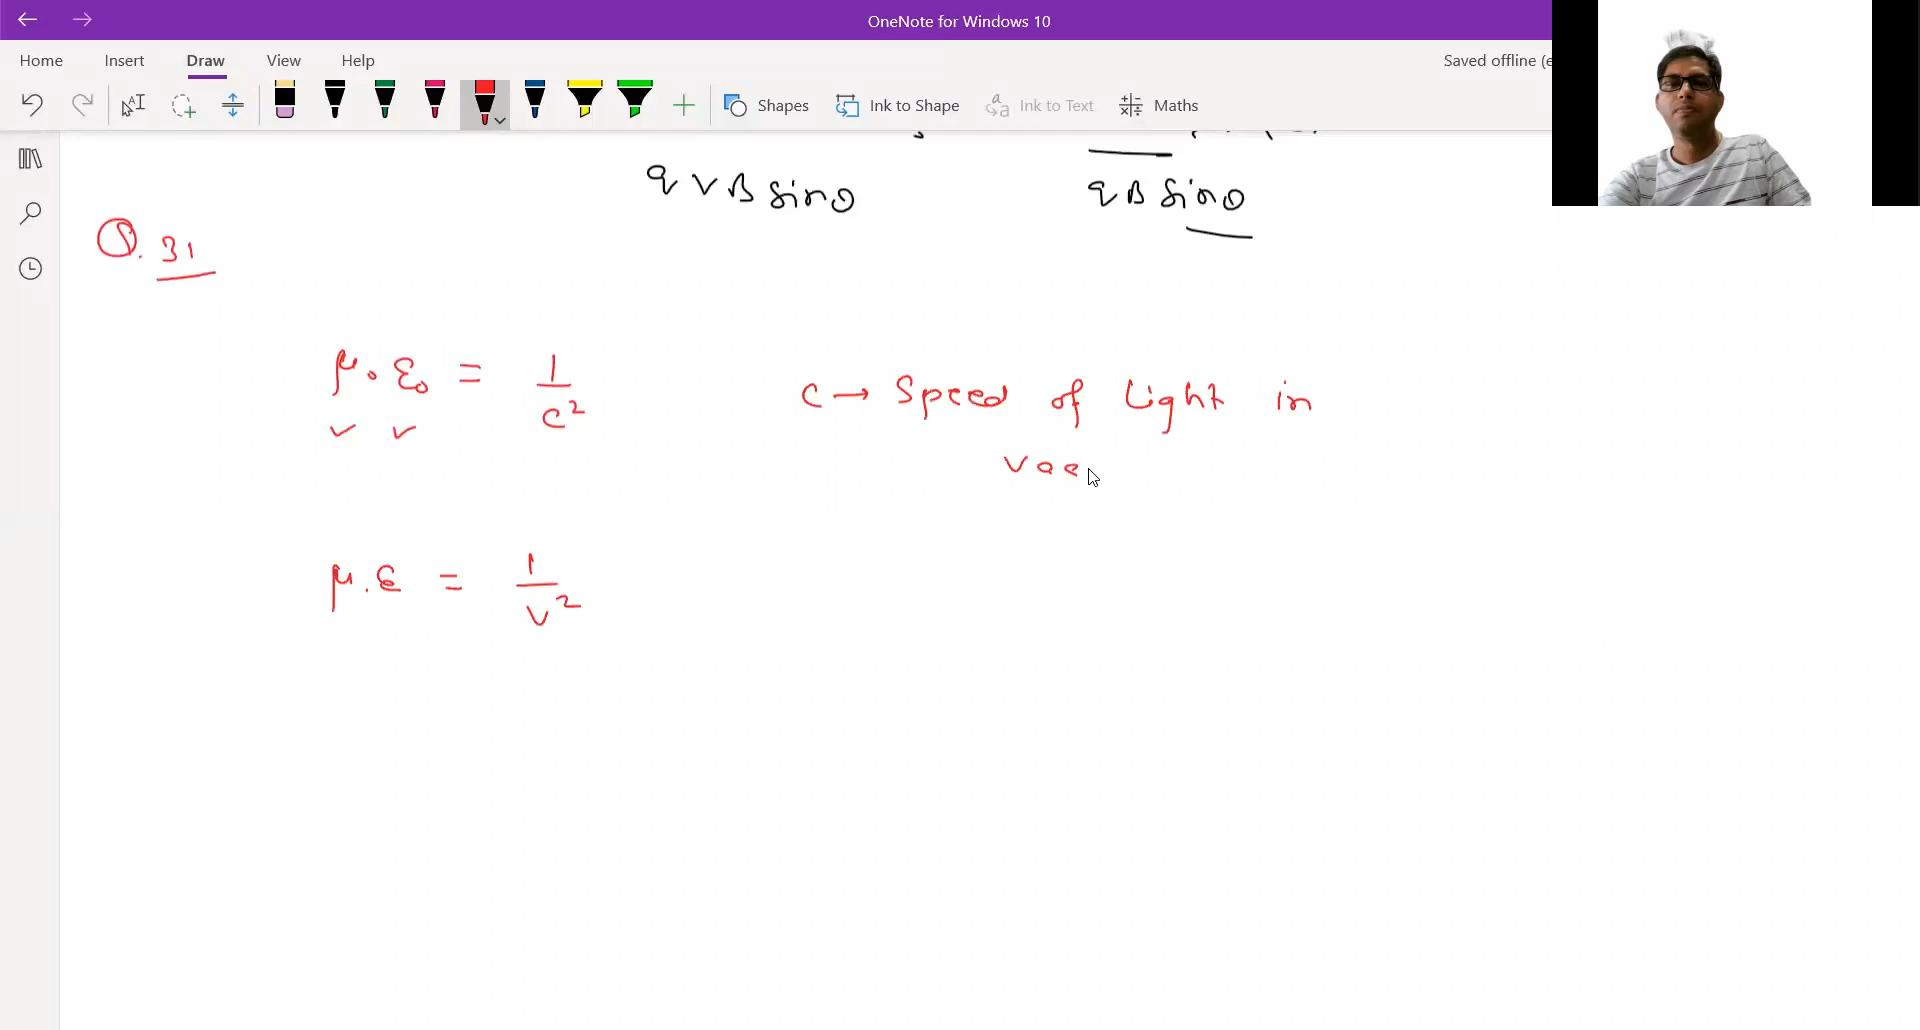 OneNote for Windows 10
Home Insert Draw View Help Saved offline (e
Shapes Ink to Shape Ink to Text Maths
q v B sinθ q B sinθ
Q. 31
μ₀ ε₀ = 1/c² c → Speed of Light in
vac
μ.ε = 1/v²